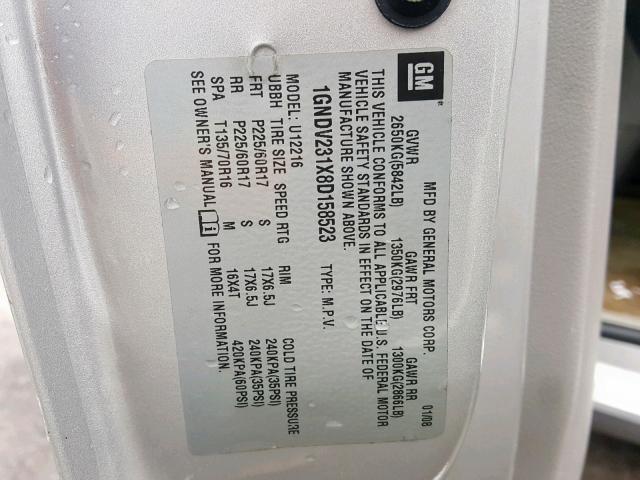 GM
MFD BY GENERAL MOTORS CORP. 01/08
GVWR GAWR FRT GAWR RR
2650KG(5842LB) 1350KG(2976LB) 1300KG(2866LB)
THIS VEHICLE CONFORMS TO ALL APPLICABLE U.S. FEDERAL MOTOR
VEHICLE SAFETY STANDARDS IN EFFECT ON THE DATE OF
MANUFACTURE SHOWN ABOVE.
1GNDV231X8D158523 TYPE: M.P.V.
MODEL: U12216
UBBH TIRE SIZE SPEED RTG RIM COLD TIRE PRESSURE
FRT P225/60R17 S 17X6.5J 240KPA(35PSI)
RR P225/60R17 S 17X6.5J 240KPA(35PSI)
SPA T135/70R16 M 16X4T 420KPA(60PSI)
SEE OWNER'S MANUAL FOR MORE INFORMATION.